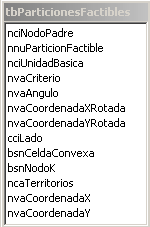 tbParticionesFactibles
nciNodoPadre
nnuParticionFactible
nciUnidadBasica
nvaCriterio
nvaAngulo
nvaCoordenadaXRotada
nvaCoordenadaYRotada
cciLado
bsnCeldaConvexa
bsnNodoK
ncaTerritorios
nvaCoordenadaX
nvaCoordenadaY